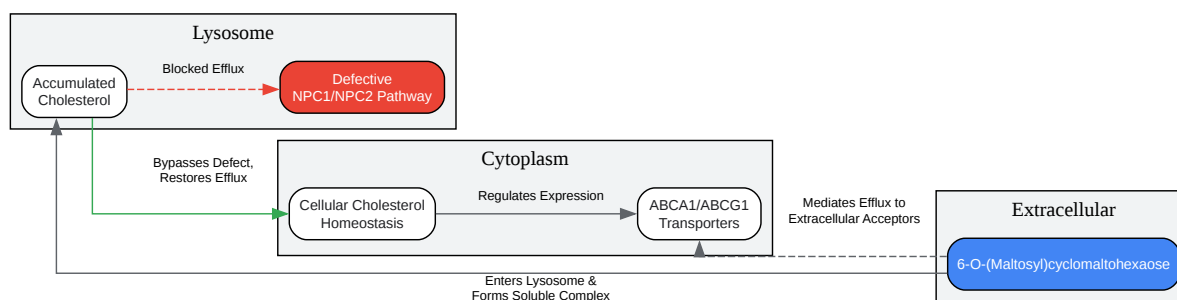 Lysosome
Blocked Efflux
Accumulated
Cholesterol
Defective
NPC1/NPC2 Pathway
Cytoplasm
Bypasses Defect,
Restores Efflux
Cellular Cholesterol
Homeostasis
Regulates Expression
ABCA1/ABCG1
Transporters
Mediates Efflux to
Extracellular Acceptors
Extracellular
6-O-(Maltosyl)cyclomaltohexaose
Enters Lysosome &
Forms Soluble Complex